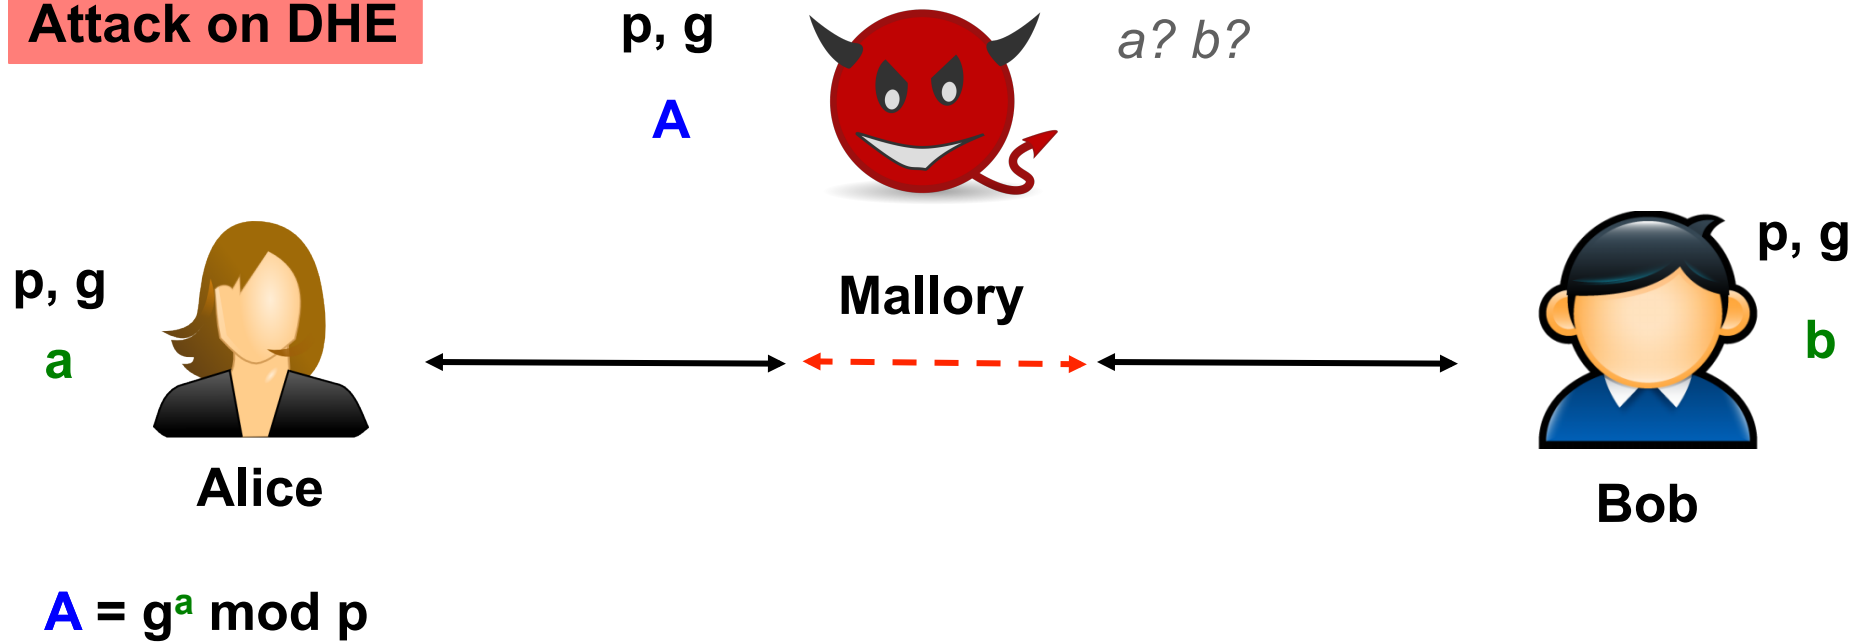 Attack on DHE
p, g
a? b?
A
p, g
a
Mallory
p, g
b
Alice
Bob
A = gᵃ mod p